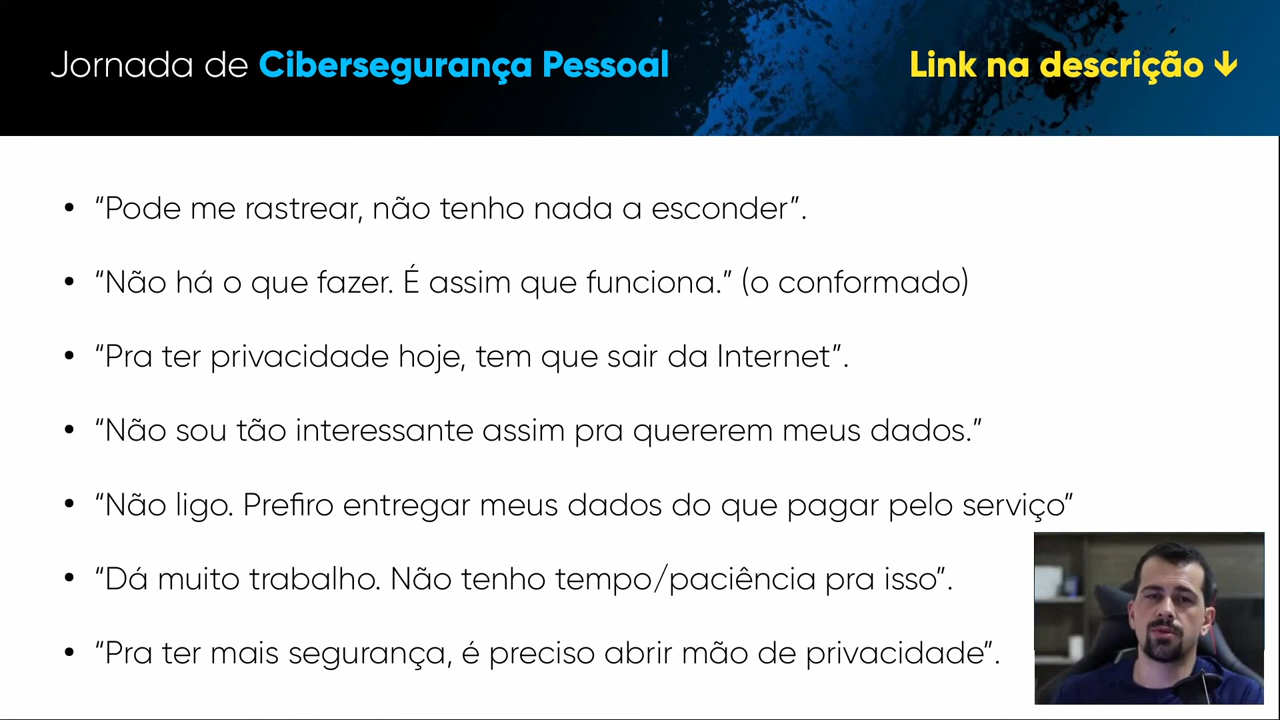 Jornada de Cibersegurança Pessoal
Link na descrição ↓
• “Pode me rastrear, não tenho nada a esconder”.
• “Não há o que fazer. É assim que funciona.” (o conformado)
• “Pra ter privacidade hoje, tem que sair da Internet”.
• “Não sou tão interessante assim pra quererem meus dados.”
• “Não ligo. Prefiro entregar meus dados do que pagar pelo serviço”
• “Dá muito trabalho. Não tenho tempo/paciência pra isso”.
• “Pra ter mais segurança, é preciso abrir mão de privacidade”.